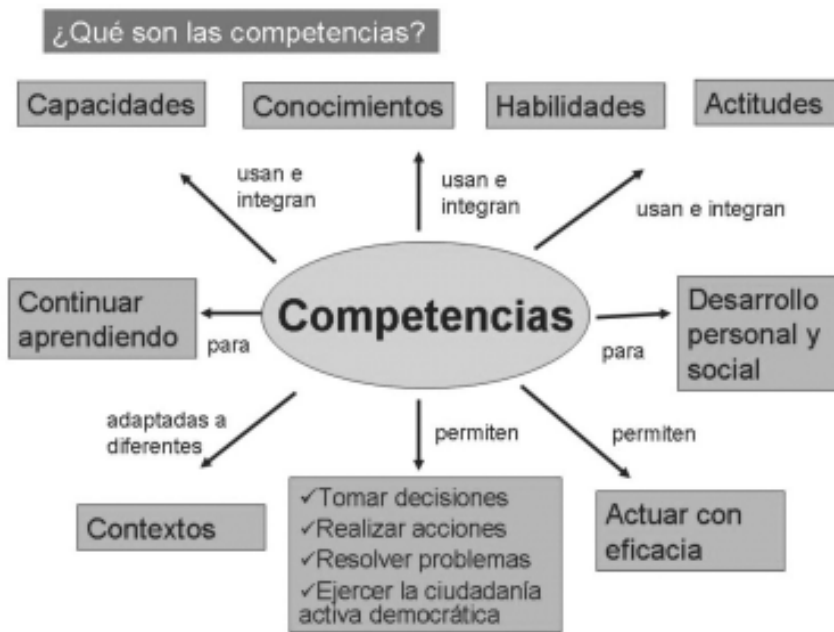 ¿Qué son las competencias?
Capacidades
Conocimientos
Habilidades
Actitudes
usan e
integran
usan e
integran
usan e integran
Continuar
aprendiendo
para
Competencias
para
Desarrollo
personal y
social
adaptadas a
diferentes
permiten
permiten
Contextos
✓Tomar decisiones
✓Realizar acciones
✓Resolver problemas
✓Ejercer la ciudadanía
activa democrática
Actuar con
eficacia